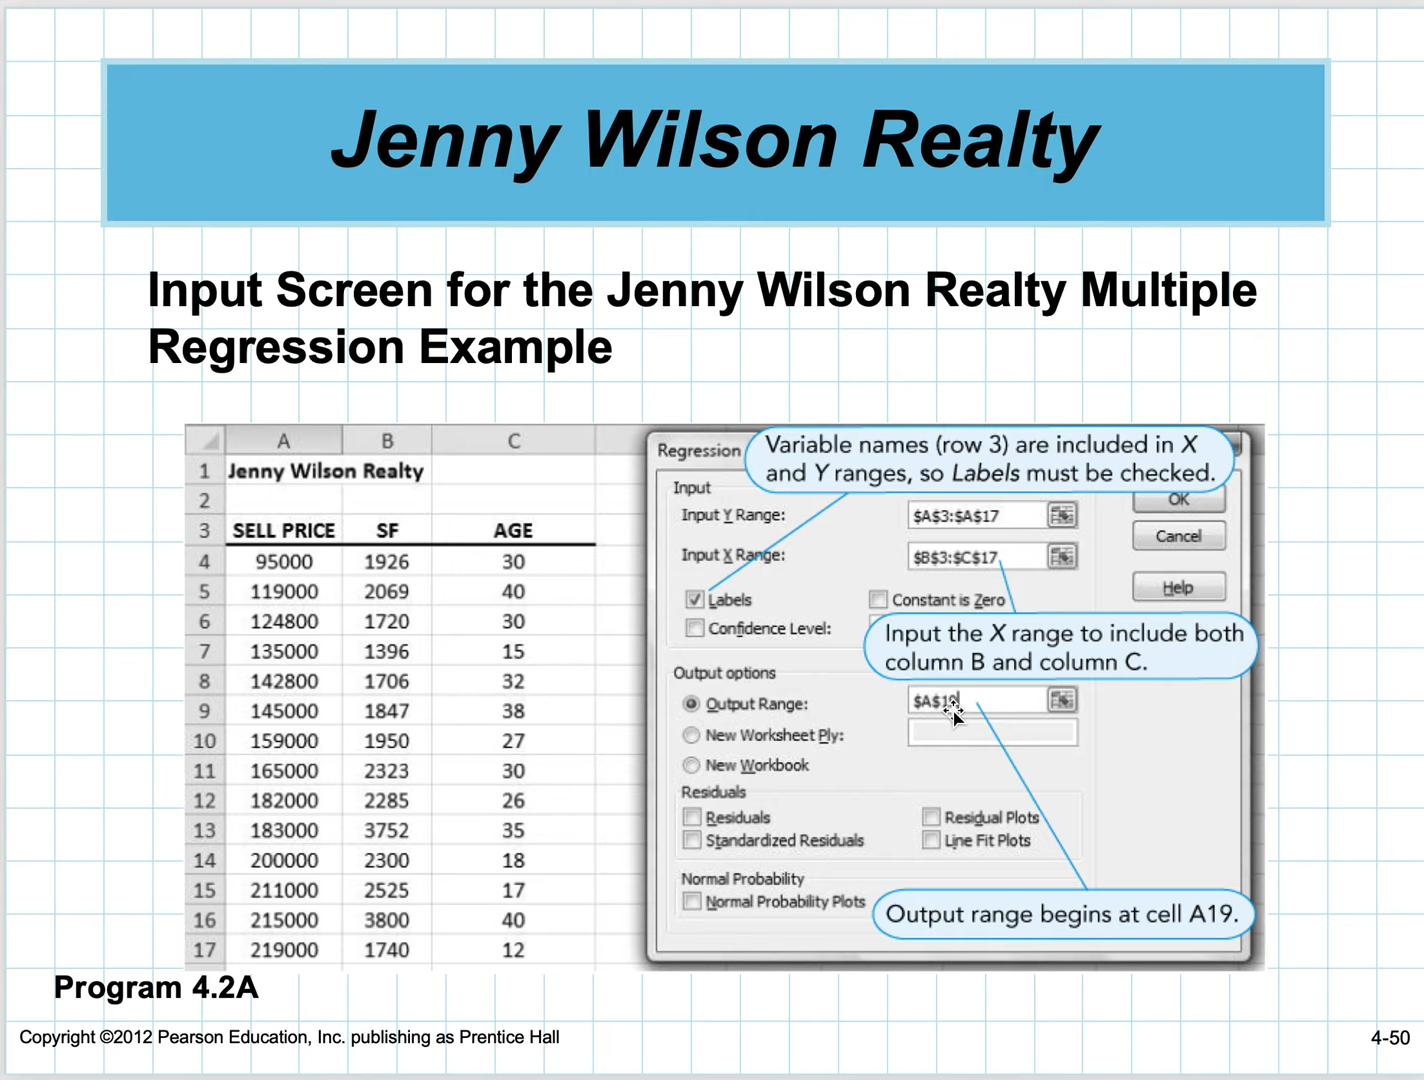 Jenny Wilson Realty
Input Screen for the Jenny Wilson Realty Multiple
Regression Example
A B C
1 Jenny Wilson Realty
2
3 SELL PRICE SF AGE
4 95000 1926 30
5 119000 2069 40
6 124800 1720 30
7 135000 1396 15
8 142800 1706 32
9 145000 1847 38
10 159000 1950 27
11 165000 2323 30
12 182000 2285 26
13 183000 3752 35
14 200000 2300 18
15 211000 2525 17
16 215000 3800 40
17 219000 1740 12
Regression
Variable names (row 3) are included in X
and Y ranges, so Labels must be checked.
Input
Input Y Range: $A$3:$A$17
OK
Input X Range: $B$3:$C$17
Cancel
Help
Labels
Constant is Zero
Confidence Level:
Input the X range to include both
column B and column C.
Output options
Output Range: $A$19
New Worksheet Ply:
New Workbook
Residuals
Residuals
Residual Plots
Standardized Residuals
Line Fit Plots
Normal Probability
Normal Probability Plots
Output range begins at cell A19.
Program 4.2A
Copyright ©2012 Pearson Education, Inc. publishing as Prentice Hall
4-50